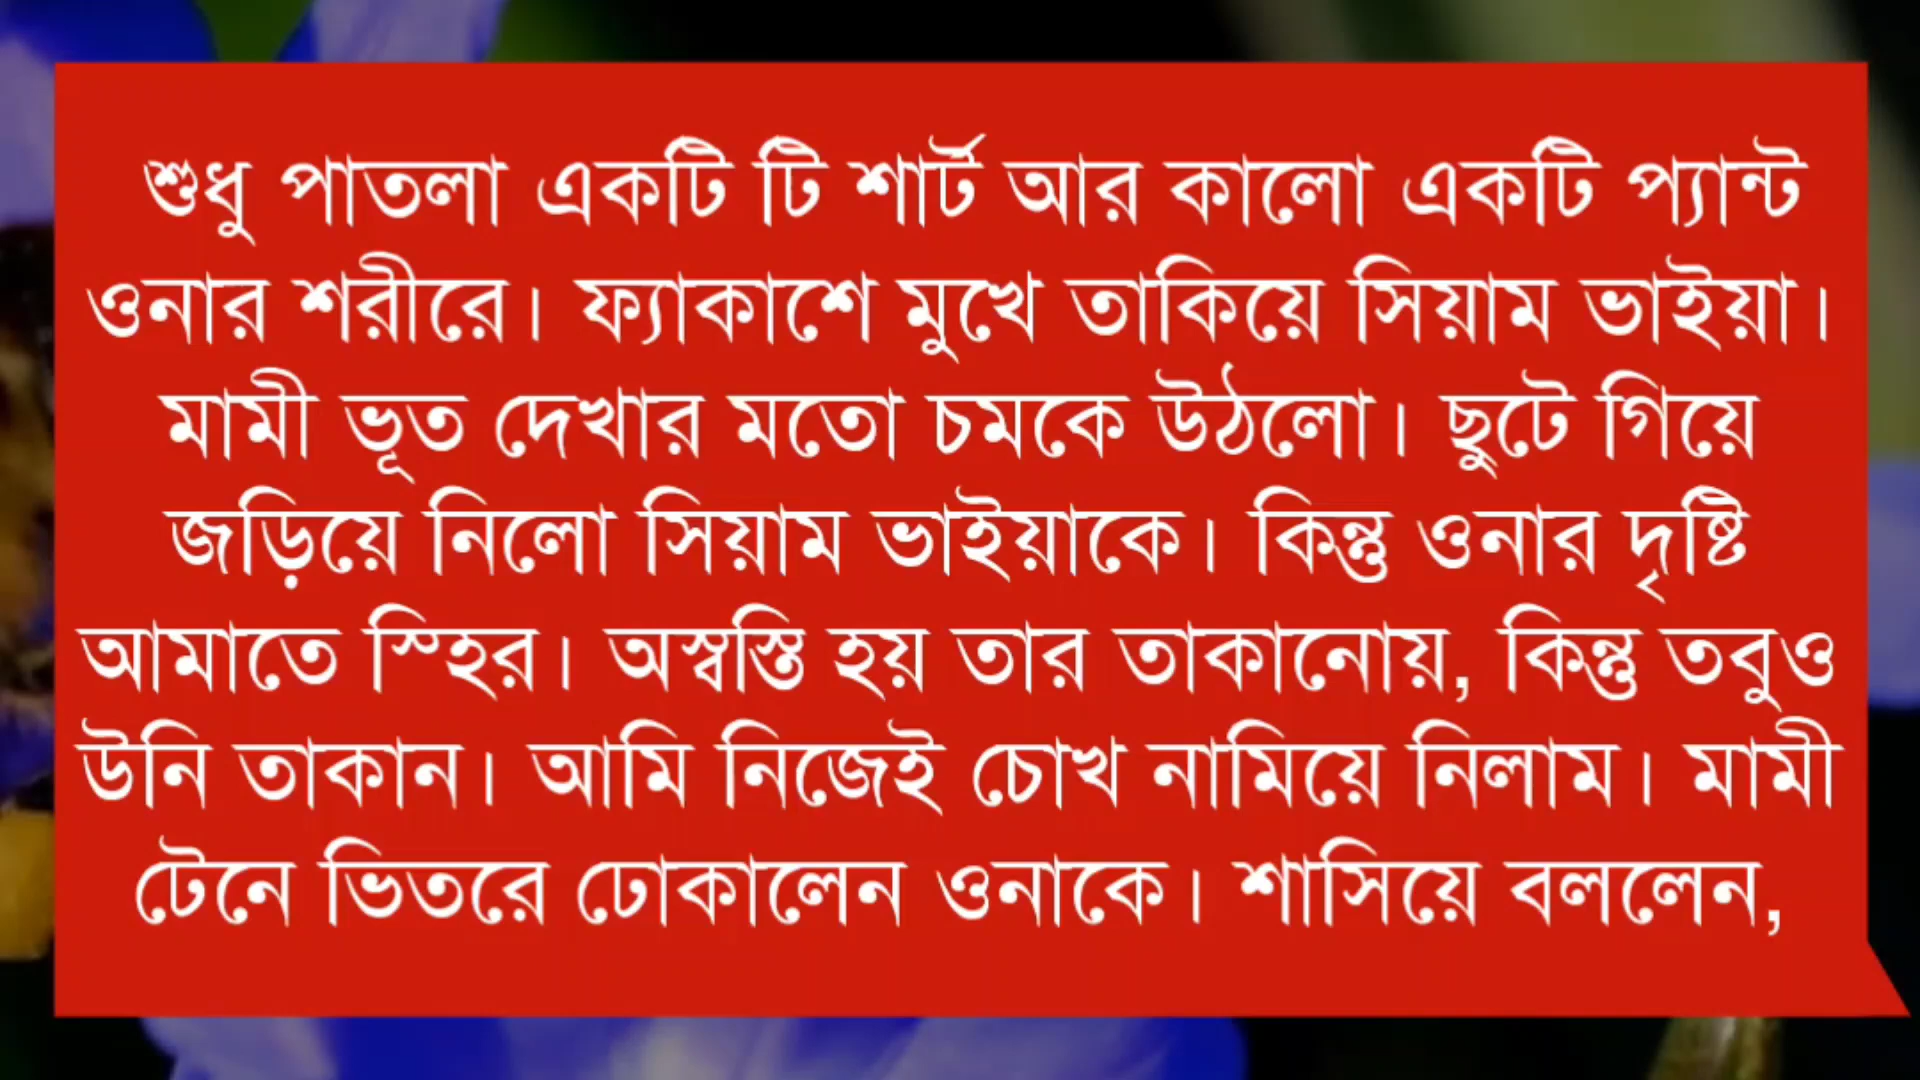 শুধু পাতলা একটি টি শার্ট আর কালো একটি প্যান্ট
ওনার শরীরে। ফ্যাকাশে মুখে তাকিয়ে সিয়াম ভাইয়া।
মামী ভূত দেখার মতো চমকে উঠলো। ছুটে গিয়ে
জড়িয়ে নিলো সিয়াম ভাইয়াকে। কিন্তু ওনার দৃষ্টি
আমাতে স্হির। অস্বস্তি হয় তার তাকানোয়, কিন্তু তবুও
উনি তাকান। আমি নিজেই চোখ নামিয়ে নিলাম। মামী
টেনে ভিতরে ঢোকালেন ওনাকে। শাসিয়ে বললেন,